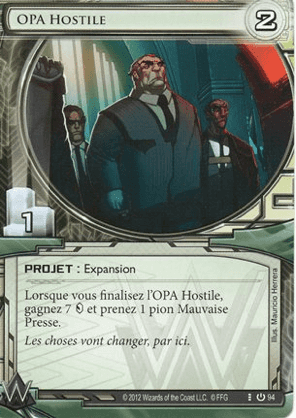 OPA Hostile
2
1
PROJET : Expansion
Lorsque vous finalisez l'OPA Hostile,
gagnez 7 et prenez 1 pion Mauvaise
Presse.
Les choses vont changer, par ici.
Illus. Mauricio Herrera
© 2012 Wizards of the Coast LLC. © FFG
94